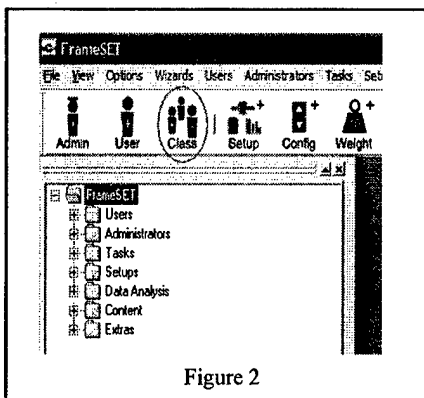 FrameSET
File View Options Wizards Users Administrators Tasks Set
Admin User Class Setup Config Weight
FrameSET
Users
Administrators
Tasks
Setups
Data Analysis
Content
Extras
Figure 2